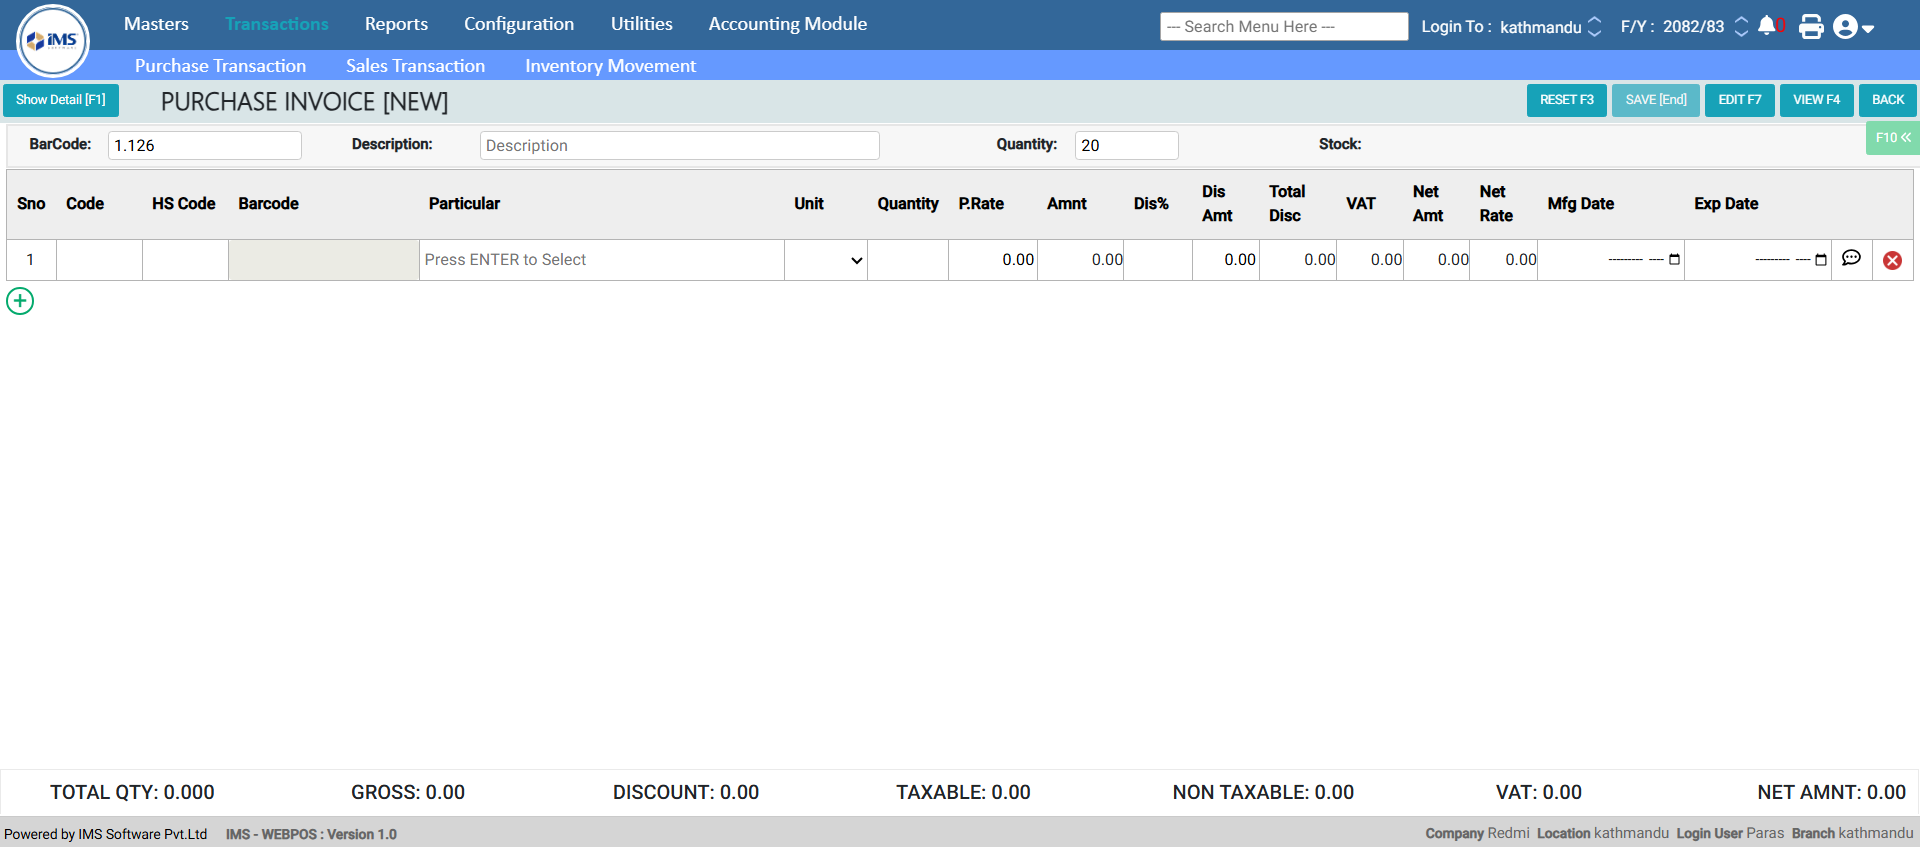 iMS
SOFTWARE
Masters Transactions Reports Configuration Utilities Accounting Module --- Search Menu Here --- Login To : kathmandu F/Y : 2082/83 0
Purchase Transaction Sales Transaction Inventory Movement
Show Detail [F1] PURCHASE INVOICE [NEW] RESET F3 SAVE [End] EDIT F7 VIEW F4 BACK
BarCode: 1.126 Description: Description Quantity: 20 Stock: F10 «
Sno Code HS Code Barcode Particular Unit Quantity P.Rate Amnt Dis% Dis Amt Total Disc VAT Net Amt Net Rate Mfg Date Exp Date
1 Press ENTER to Select 0.00 0.00 0.00 0.00 0.00 0.00 0.00 --------- ---- --------- ----
TOTAL QTY: 0.000 GROSS: 0.00 DISCOUNT: 0.00 TAXABLE: 0.00 NON TAXABLE: 0.00 VAT: 0.00 NET AMNT: 0.00
Powered by IMS Software Pvt.Ltd IMS - WEBPOS : Version 1.0 Company Redmi Location kathmandu Login User Paras Branch kathmandu